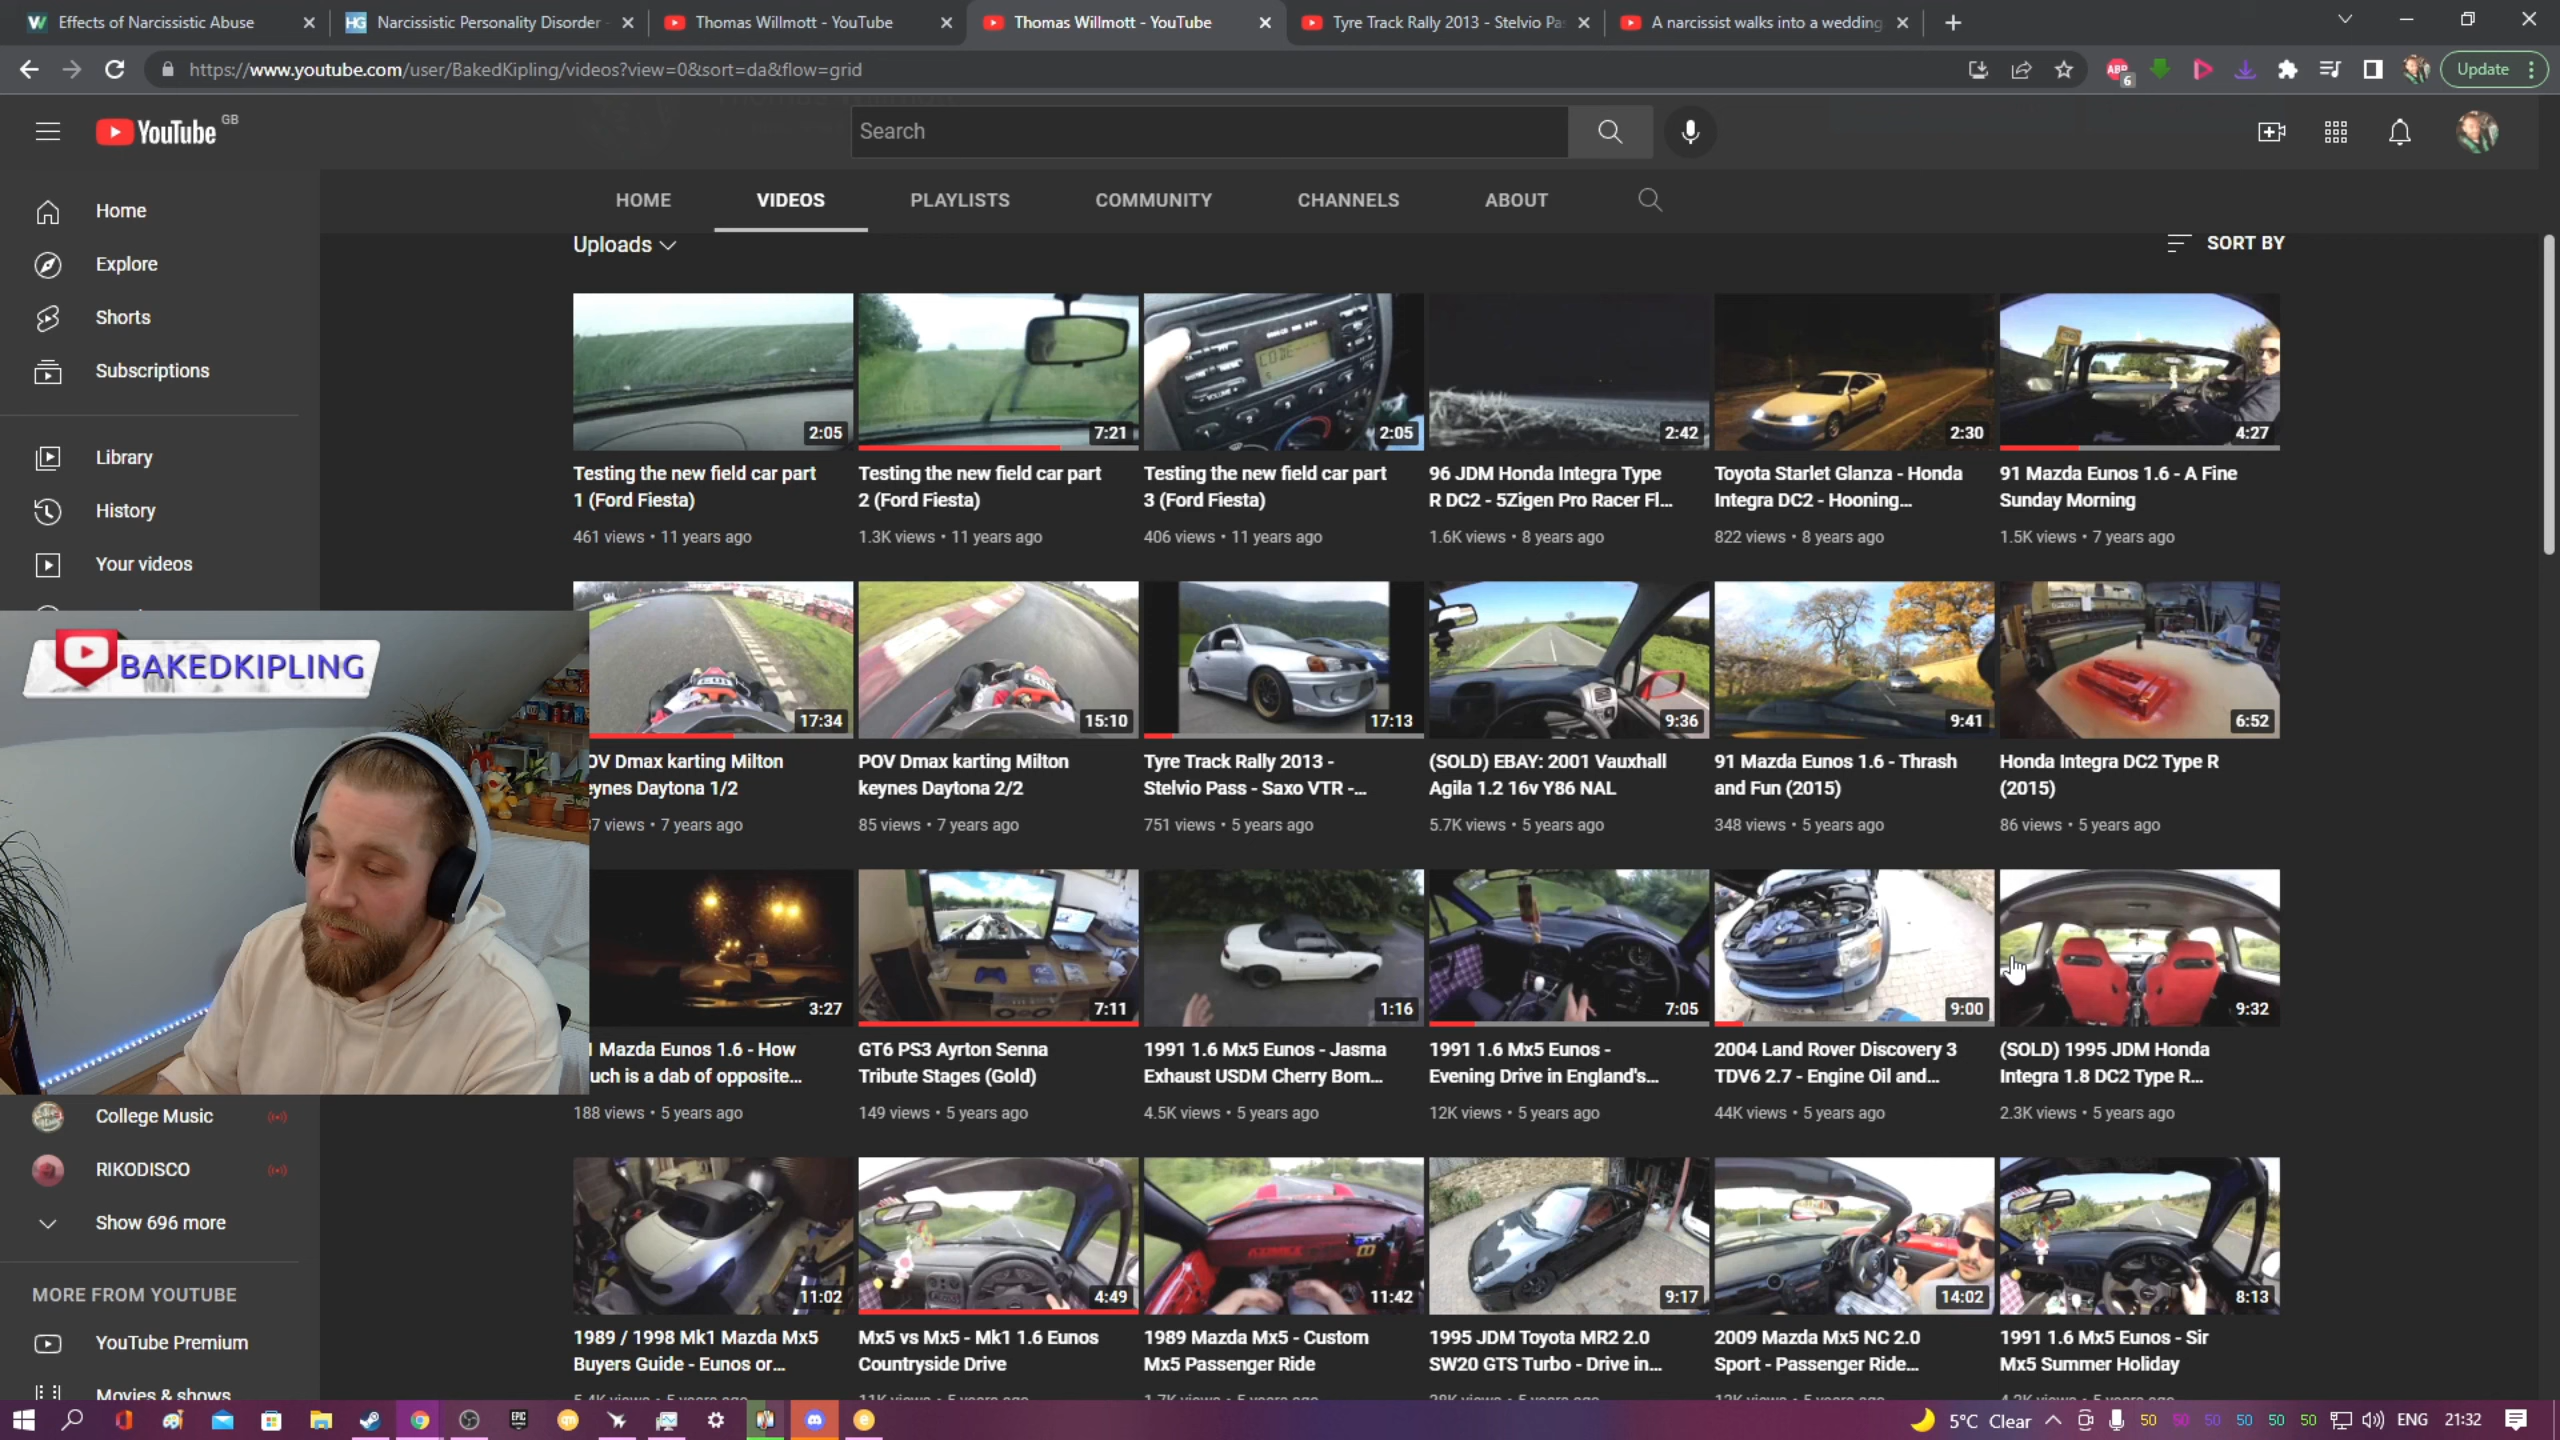 Effects of Narcissistic Abuse
Narcissistic Personality Disorder -
Thomas Willmott - YouTube
Thomas Willmott - YouTube
Tyre Track Rally 2013 - Stelvio Pa
A narcissist walks into a wedding
https://www.youtube.com/user/BakedKipling/videos?view=0&sort=da&flow=grid
ABP
6
Update
YouTube GB
Search
HOME
VIDEOS
PLAYLISTS
COMMUNITY
CHANNELS
ABOUT
Home
Explore
Shorts
Subscriptions
Library
History
Your videos
BAKEDKIPLING
College Music
RIKODISCO
Show 696 more
MORE FROM YOUTUBE
YouTube Premium
Movies & shows
Uploads
SORT BY
2:05
7:21
CODE
2:05
2:42
2:30
4:27
Testing the new field car part
1 (Ford Fiesta)
461 views • 11 years ago
Testing the new field car part
2 (Ford Fiesta)
1.3K views • 11 years ago
Testing the new field car part
3 (Ford Fiesta)
406 views • 11 years ago
96 JDM Honda Integra Type
R DC2 - 5Zigen Pro Racer Fl...
1.6K views • 8 years ago
Toyota Starlet Glanza - Honda
Integra DC2 - Hooning...
822 views • 8 years ago
91 Mazda Eunos 1.6 - A Fine
Sunday Morning
1.5K views • 7 years ago
17:34
15:10
17:13
9:36
9:41
6:52
OV Dmax karting Milton
eynes Daytona 1/2
37 views • 7 years ago
POV Dmax karting Milton
keynes Daytona 2/2
85 views • 7 years ago
Tyre Track Rally 2013 -
Stelvio Pass - Saxo VTR -...
751 views • 5 years ago
(SOLD) EBAY: 2001 Vauxhall
Agila 1.2 16v Y86 NAL
5.7K views • 5 years ago
91 Mazda Eunos 1.6 - Thrash
and Fun (2015)
348 views • 5 years ago
Honda Integra DC2 Type R
(2015)
86 views • 5 years ago
3:27
7:11
1:16
7:05
9:00
9:32
1 Mazda Eunos 1.6 - How
uch is a dab of opposite...
188 views • 5 years ago
GT6 PS3 Ayrton Senna
Tribute Stages (Gold)
149 views • 5 years ago
1991 1.6 Mx5 Eunos - Jasma
Exhaust USDM Cherry Bom...
4.5K views • 5 years ago
1991 1.6 Mx5 Eunos -
Evening Drive in England's...
12K views • 5 years ago
2004 Land Rover Discovery 3
TDV6 2.7 - Engine Oil and...
44K views • 5 years ago
(SOLD) 1995 JDM Honda
Integra 1.8 DC2 Type R...
2.3K views • 5 years ago
11:02
4:49
11:42
9:17
14:02
8:13
1989 / 1998 Mk1 Mazda Mx5
Buyers Guide - Eunos or...
Mx5 vs Mx5 - Mk1 1.6 Eunos
Countryside Drive
1989 Mazda Mx5 - Custom
Mx5 Passenger Ride
1995 JDM Toyota MR2 2.0
SW20 GTS Turbo - Drive in...
2009 Mazda Mx5 NC 2.0
Sport - Passenger Ride...
1991 1.6 Mx5 Eunos - Sir
Mx5 Summer Holiday
EPIC
5°C Clear
50 50 50 50 50 50
ENG
21:32